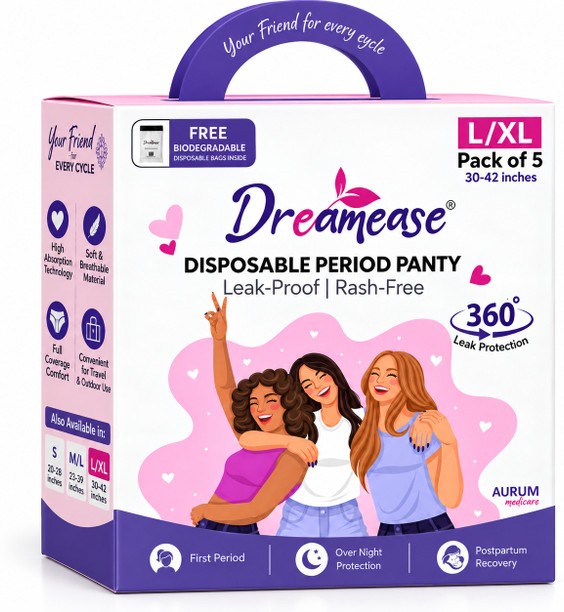 Your Friend for every cycle
FREE
BIODEGRADABLE
DISPOSABLE BAGS INSIDE
L/XL
Pack of 5
30-42 inches
Dreamease®
DISPOSABLE PERIOD PANTY
Leak-Proof | Rash-Free
360°
Leak Protection
AURUM
medicare
First Period
Over Night
Protection
Postpartum
Recovery
Your Friend
for
EVERY CYCLE
High
Absorption
Technology
Soft &
Breathable
Material
Full
Coverage
Comfort
Convenient
for Travel
& Outdoor Use
Also Available in:
S
20-28
inches
M/L
23-39
inches
L/XL
30-42
inches